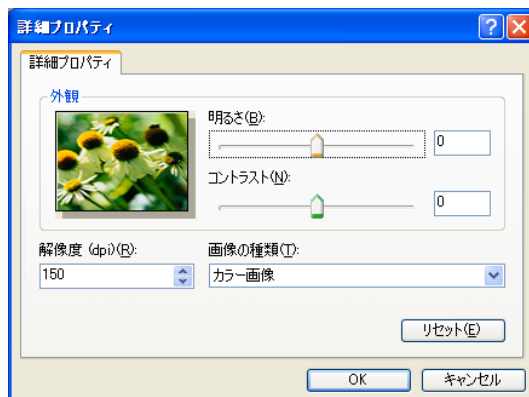 詳細プロパティ
詳細プロパティ
外観
明るさ(B):
0
コントラスト(N):
0
解像度 (dpi)(R):
画像の種類(T):
150
カラー画像
リセット(E)
OK
キャンセル